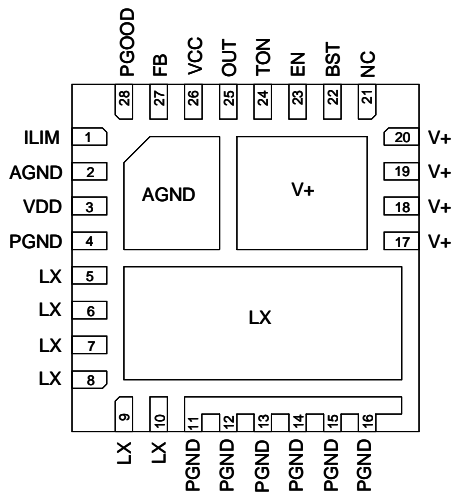 PGOOD FB VCC OUT TON EN BST NC
28 27 26 25 24 23 22 21
ILIM 1 20 V+
AGND 2 19 V+
VDD 3 18 V+
PGND 4 17 V+
AGND V+
LX 5
LX 6
LX 7
LX 8
LX
9 10 11 12 13 14 15 16
LX LX PGND PGND PGND PGND PGND PGND